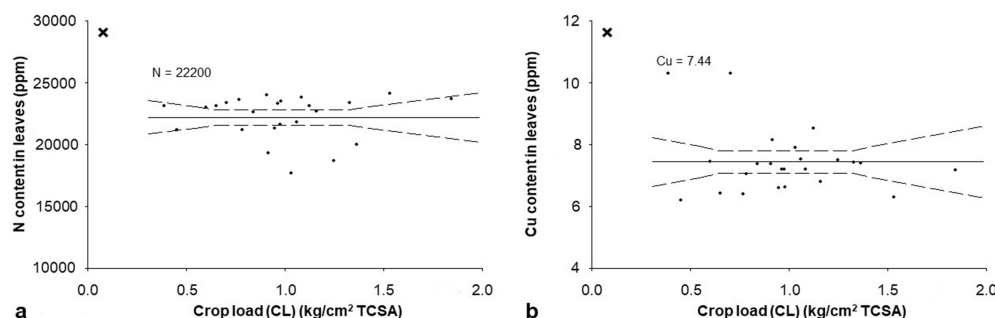 30000
25000
20000
15000
10000
N content in leaves (ppm)
N = 22200
0.0 0.5 1.0 1.5 2.0
a Crop load (CL) (kg/cm² TCSA)
12
10
8
6
4
Cu content in leaves (ppm)
Cu = 7.44
0.0 0.5 1.0 1.5 2.0
b Crop load (CL) (kg/cm² TCSA)